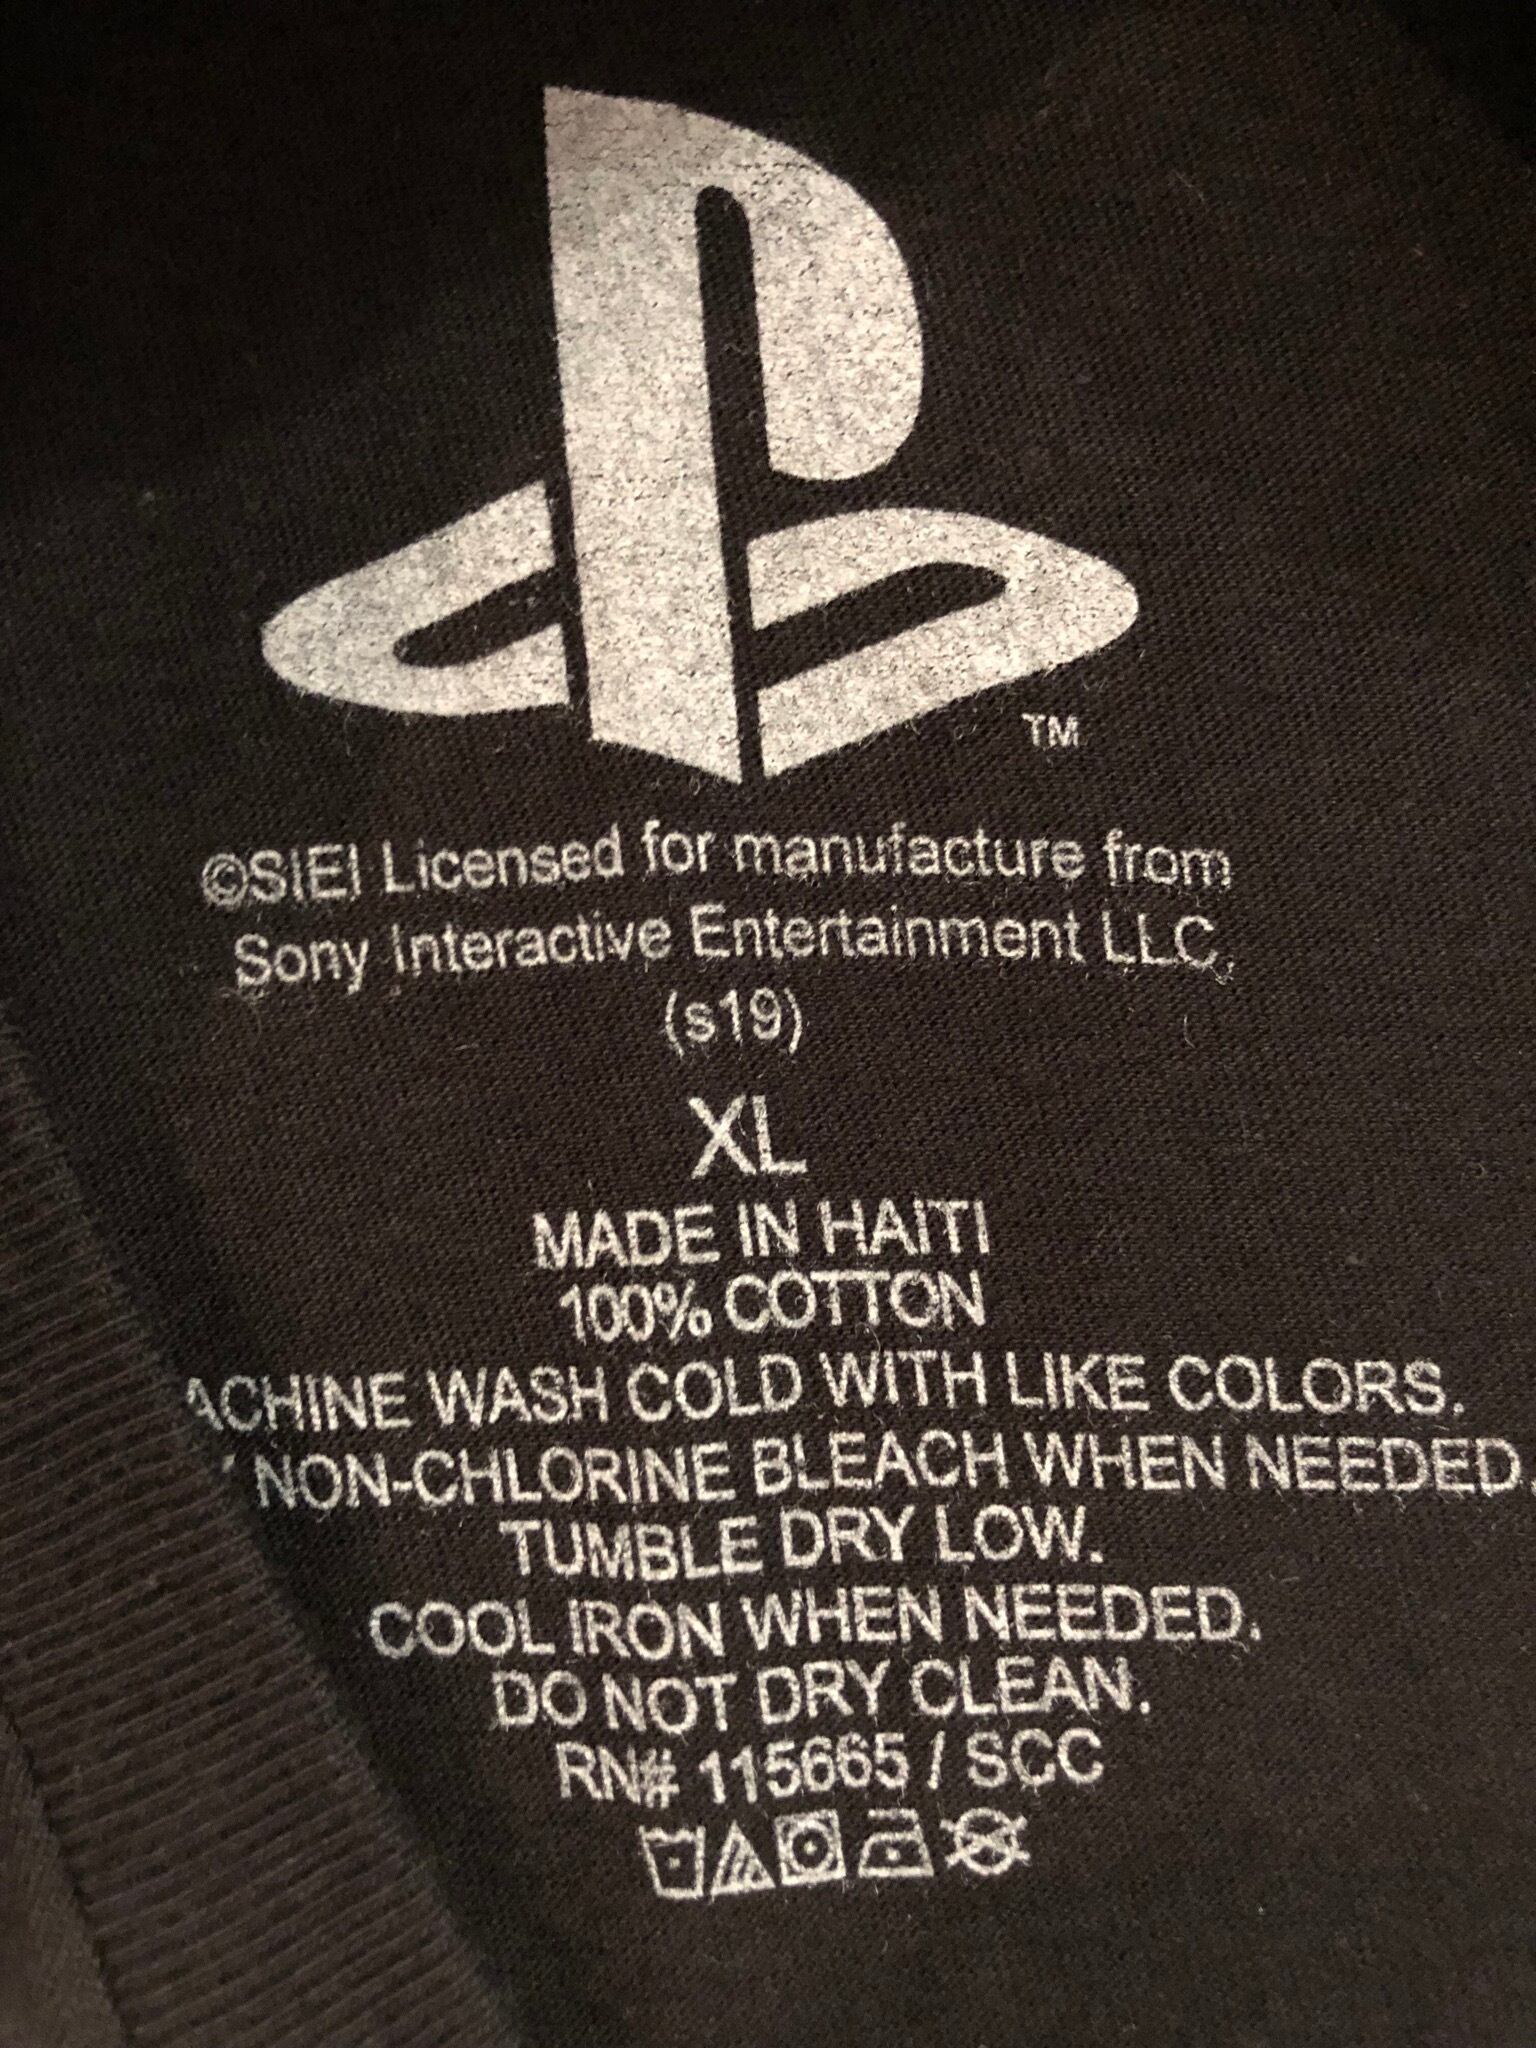 TM
©SIEI Licensed for manufacture from
Sony Interactive Entertainment LLC.
(s19)
XL
MADE IN HAITI
100% COTTON
ACHINE WASH COLD WITH LIKE COLORS.
NON-CHLORINE BLEACH WHEN NEEDED
TUMBLE DRY LOW.
COOL IRON WHEN NEEDED.
DO NOT DRY CLEAN.
RN# 115665 / SCC